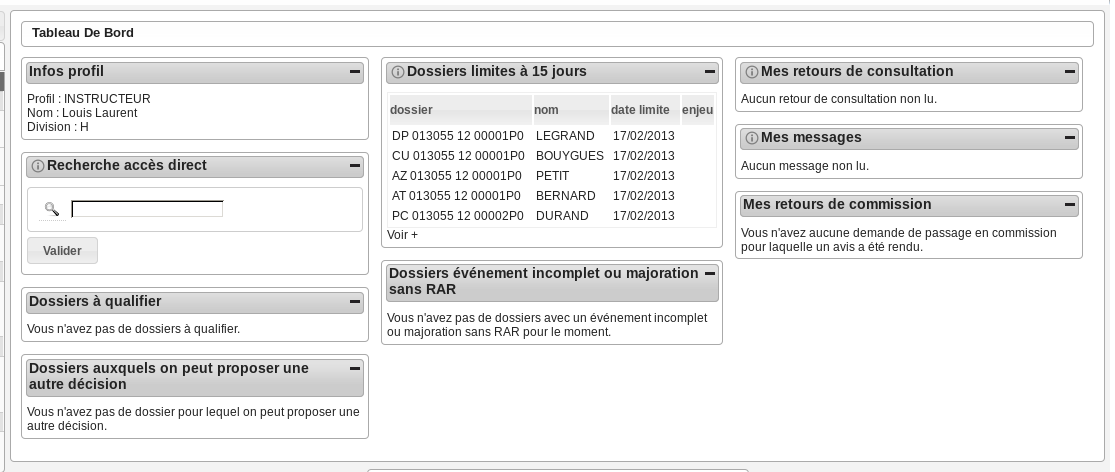 Tableau De Bord
Infos profil
Profil : INSTRUCTEUR
Nom : Louis Laurent
Division : H
Recherche accès direct
Valider
Dossiers à qualifier
Vous n'avez pas de dossiers à qualifier.
Dossiers auxquels on peut proposer une
autre décision
Vous n'avez pas de dossier pour lequel on peut proposer une
autre décision.
Dossiers limites à 15 jours
dossier nom date limite enjeu
DP 013055 12 00001P0 LEGRAND 17/02/2013
CU 013055 12 00001P0 BOUYGUES 17/02/2013
AZ 013055 12 00001P0 PETIT 17/02/2013
AT 013055 12 00001P0 BERNARD 17/02/2013
PC 013055 12 00002P0 DURAND 17/02/2013
Voir +
Dossiers événement incomplet ou majoration
sans RAR
Vous n'avez pas de dossiers avec un événement incomplet
ou majoration sans RAR pour le moment.
Mes retours de consultation
Aucun retour de consultation non lu.
Mes messages
Aucun message non lu.
Mes retours de commission
Vous n'avez aucune demande de passage en commission
pour laquelle un avis a été rendu.